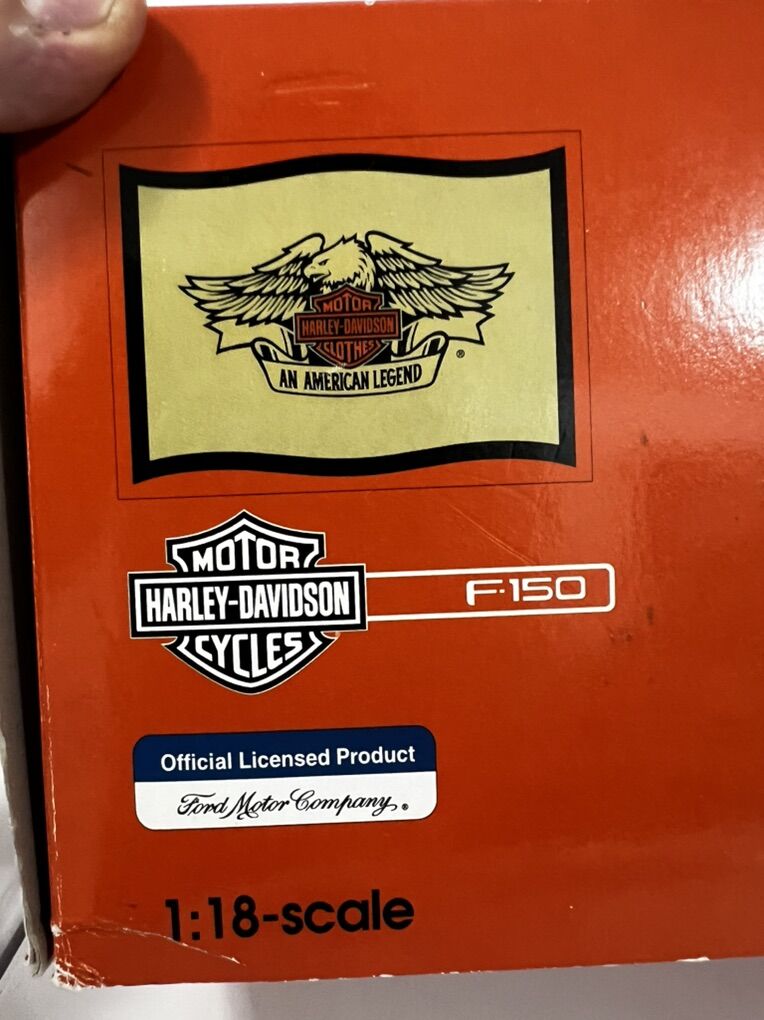 MOTOR
HARLEY-DAVIDSON
CLOTHES
AN AMERICAN LEGEND
®
MOTOR
HARLEY-DAVIDSON
CYCLES
F-150
Official Licensed Product
Ford Motor Company®
1:18-scale